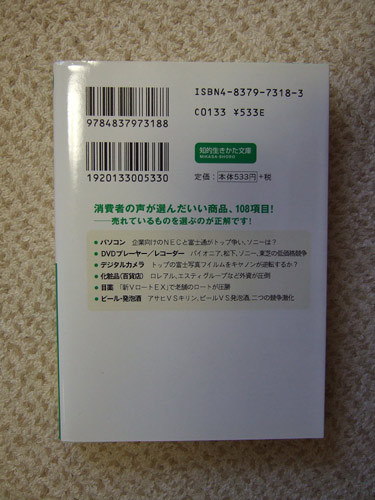 ISBN4-8379-7318-3
C0133 ¥533E
9784837973188
知的生きかた文庫
MIKASA-SHOBO
定価：本体533円+税
1920133005330
消費者の声が選んだいい商品、108項目！
――売れているものを選ぶのが正解です！
●パソコン 企業向けのNECと富士通がトップ争い、ソニーは？
●DVDプレーヤー／レコーダー パイオニア、松下、ソニー、東芝の低価格競争
●デジタルカメラ トップの富士写真フイルムをキヤノンが逆転するか？
●化粧品（百貨店） ロレアル、エスティグループなど外資が圧倒
●目薬 「新VロートEX」で老舗のロートが圧勝
●ビール・発泡酒 アサヒVSキリン、ビールVS発泡酒、二つの競争激化